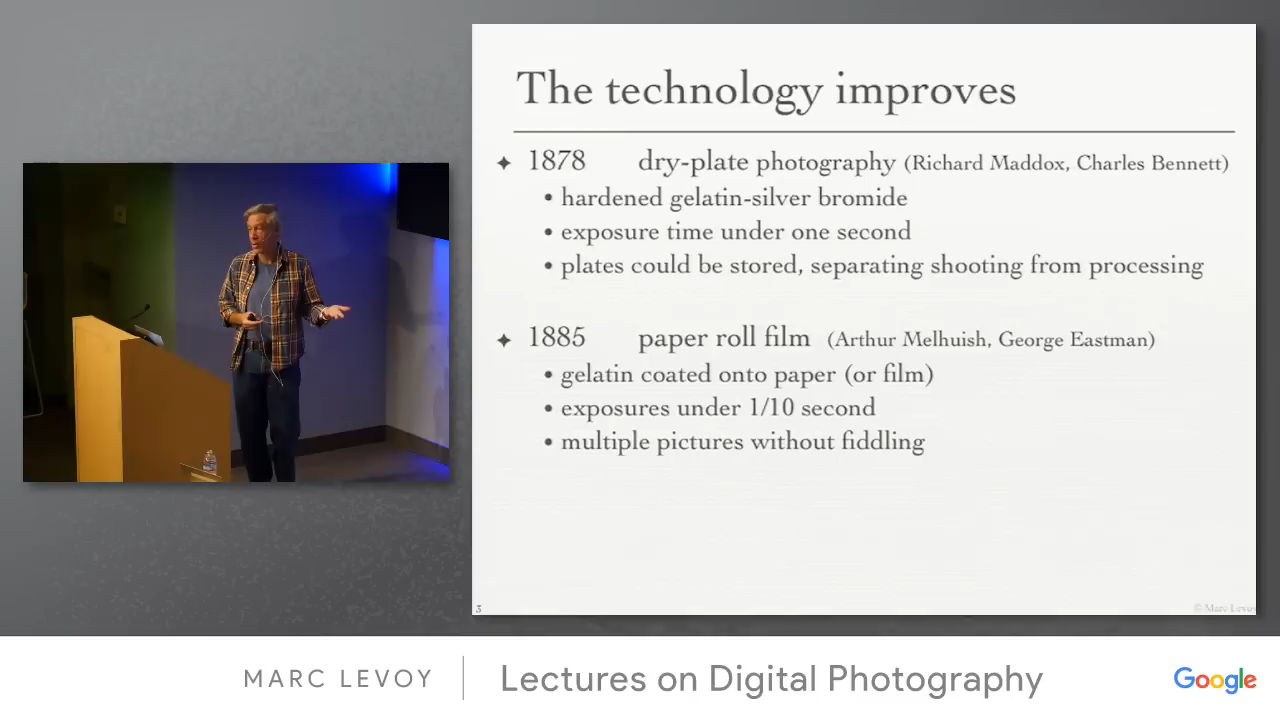 The technology improves
✦ 1878 dry-plate photography (Richard Maddox, Charles Bennett)
• hardened gelatin-silver bromide
• exposure time under one second
• plates could be stored, separating shooting from processing
✦ 1885 paper roll film (Arthur Melhuish, George Eastman)
• gelatin coated onto paper (or film)
• exposures under 1/10 second
• multiple pictures without fiddling
3
© Marc Levoy
MARC LEVOY
Lectures on Digital Photography
Google